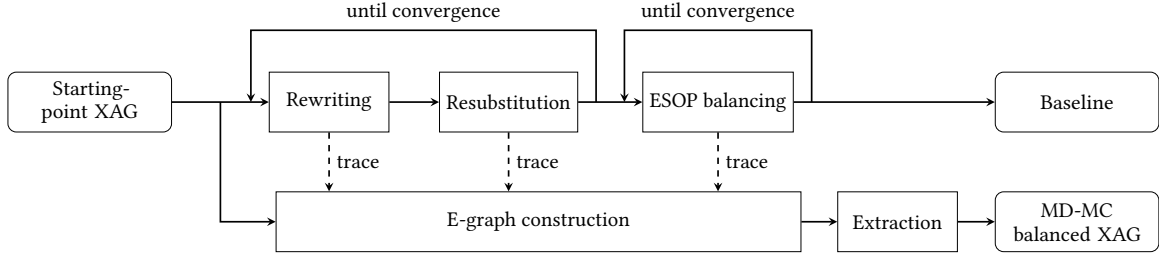 until convergence
until convergence
Starting-
point XAG
Rewriting
Resubstitution
ESOP balancing
Baseline
trace
trace
trace
E-graph construction
Extraction
MD-MC
balanced XAG